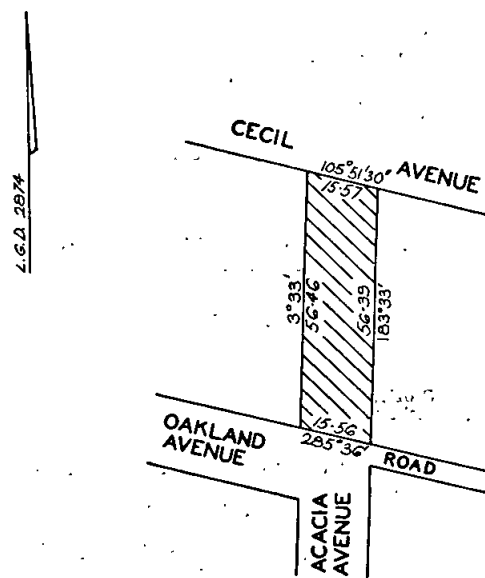 L.G.D. 2874
CECIL AVENUE
105°51'30"
15·57
3°33'
56·46
56·39
183°33'
15·56
285°36'
OAKLAND
AVENUE
ROAD
ACACIA
AVENUE